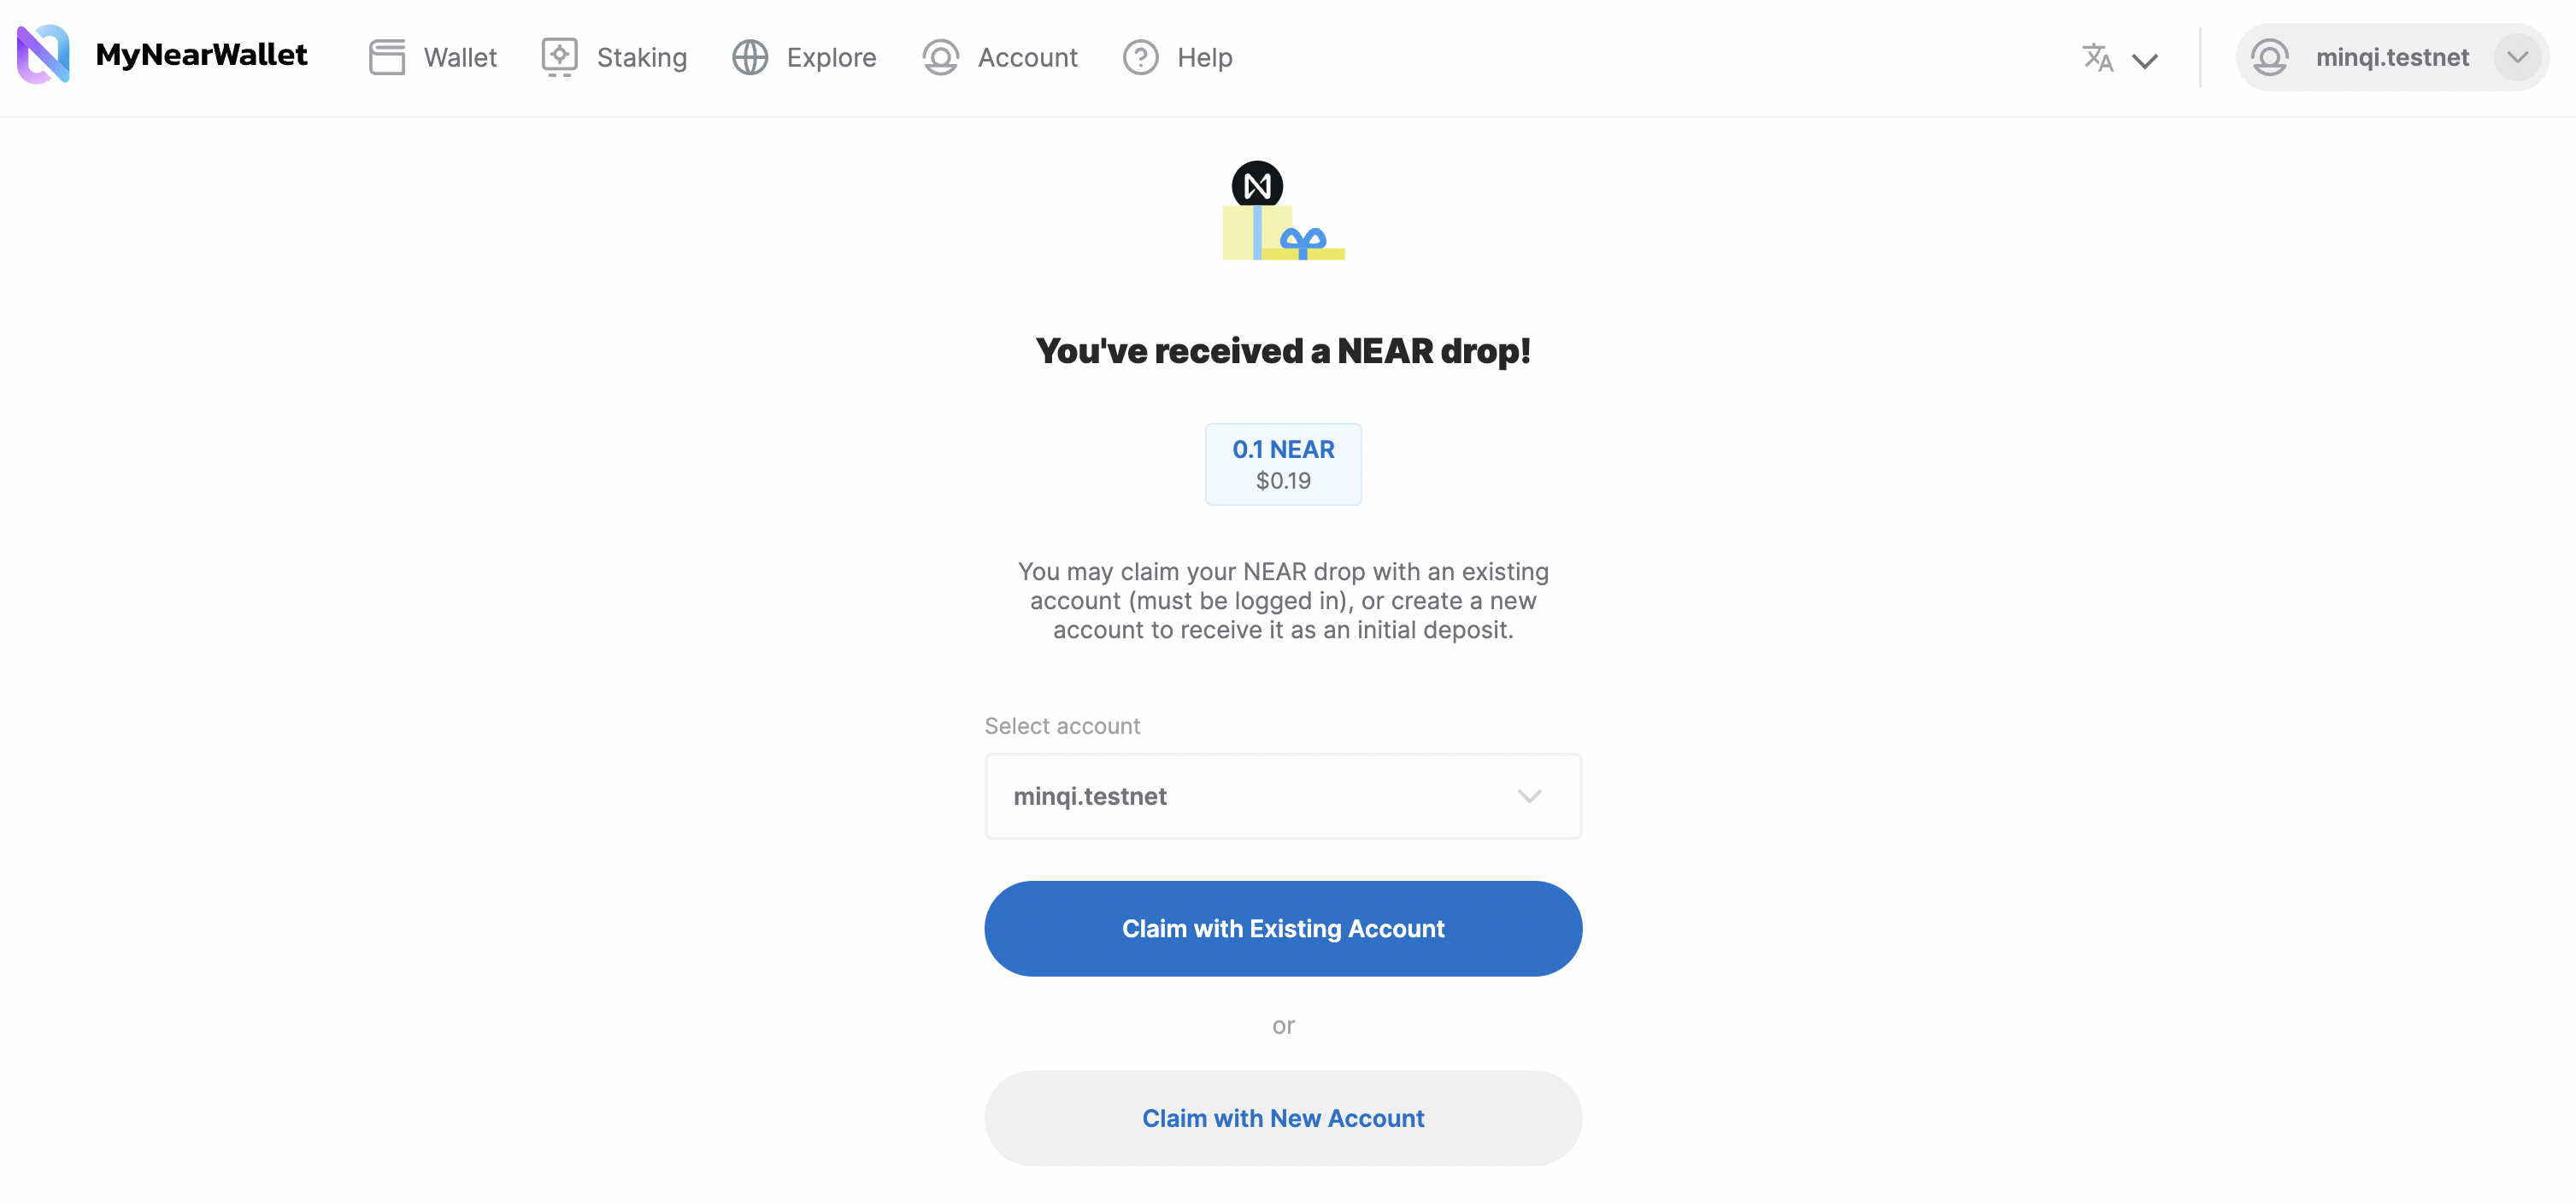 MyNearWallet
Wallet
Staking
Explore
Account
Help
minqi.testnet
You've received a NEAR drop!
0.1 NEAR
$0.19
You may claim your NEAR drop with an existing
account (must be logged in), or create a new
account to receive it as an initial deposit.
Select account
minqi.testnet
Claim with Existing Account
or
Claim with New Account